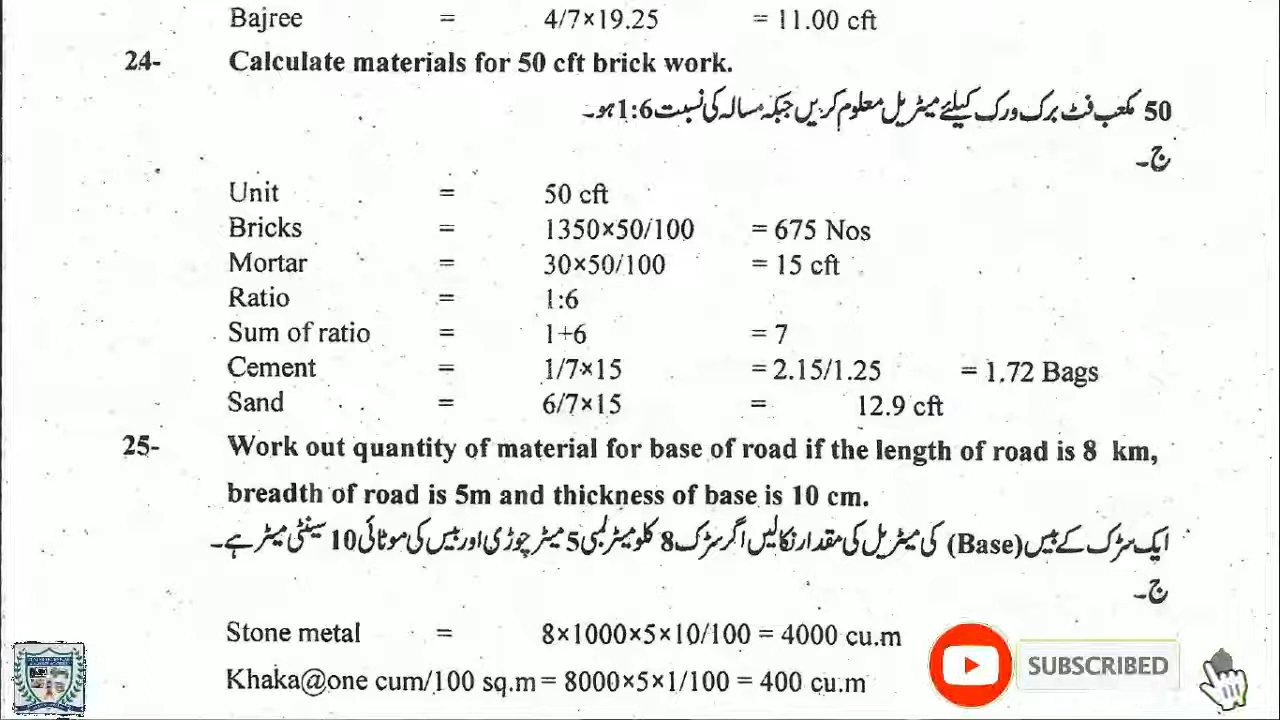 Bajree = 4/7×19.25 = 11.00 cft
24- Calculate materials for 50 cft brick work.
50 مکعب فٹ برک ورک کیلئے میٹریل معلوم کریں جبکہ مسالہ کی نسبت 1:6 ہو۔
ج۔
Unit = 50 cft
Bricks = 1350×50/100 = 675 Nos
Mortar = 30×50/100 = 15 cft
Ratio = 1:6
Sum of ratio = 1+6 = 7
Cement = 1/7×15 = 2.15/1.25 = 1.72 Bags
Sand = 6/7×15 = 12.9 cft
25- Work out quantity of material for base of road if the length of road is 8 km,
breadth of road is 5m and thickness of base is 10 cm.
ایک سڑک کے بیس (Base) کی میٹریل کی مقدار نکالیں اگر سڑک 8 کلومیٹر لمبی 5 میٹر چوڑی اور بیس کی موٹائی 10 سینٹی میٹر ہے۔
ج۔
Stone metal = 8×1000×5×10/100 = 4000 cu.m
Khaka@one cum/100 sq.m = 8000×5×1/100 = 400 cu.m
SUBSCRIBED